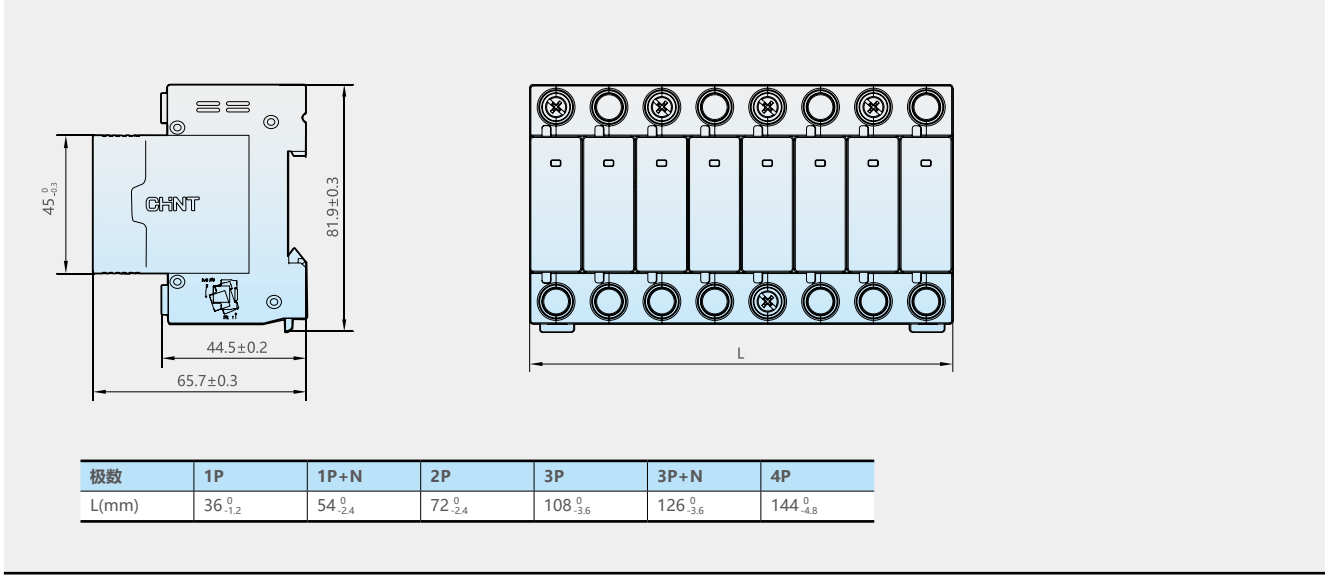 CHNT
45 0 -0.3
81.9±0.3
44.5±0.2
65.7±0.3
L
极数 1P 1P+N 2P 3P 3P+N 4P
L(mm) 36 0 -1.2 54 0 -2.4 72 0 -2.4 108 0 -3.6 126 0 -3.6 144 0 -4.8